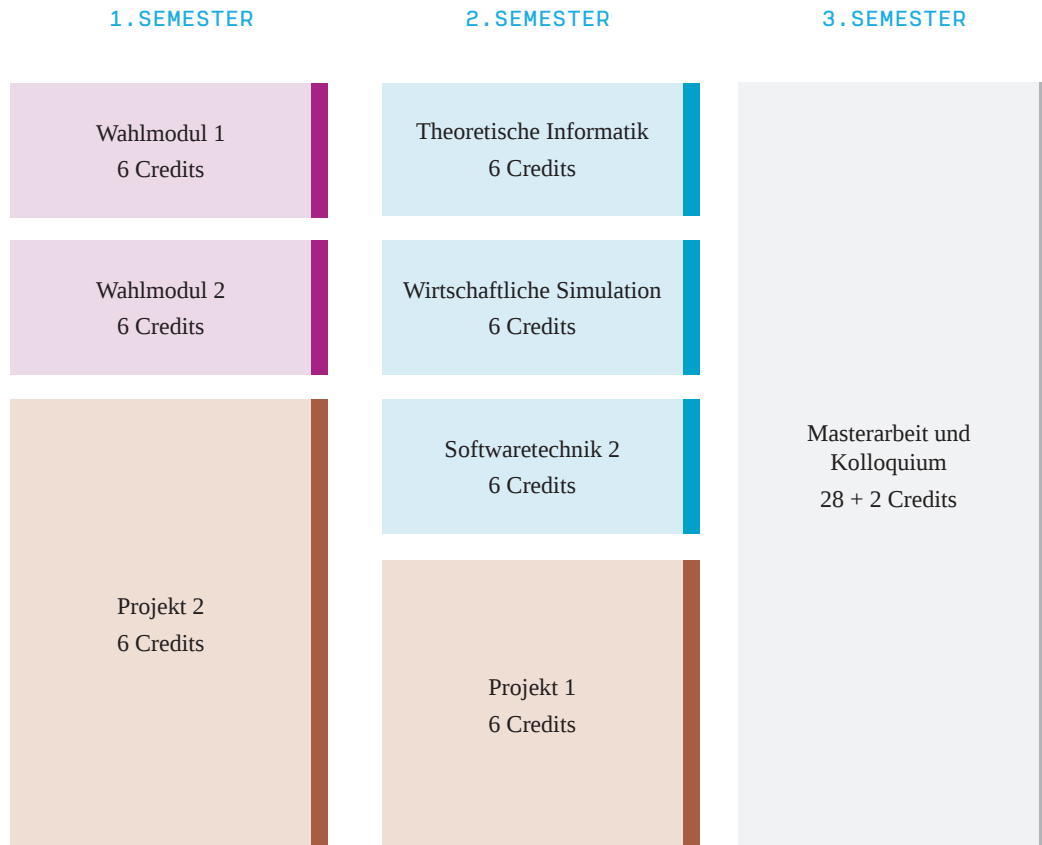 1.SEMESTER
Wahlmodul 1
6 Credits
Wahlmodul 2
6 Credits
Projekt 2
6 Credits
2.SEMESTER
Theoretische Informatik
6 Credits
Wirtschaftliche Simulation
6 Credits
Softwaretechnik 2
6 Credits
Projekt 1
6 Credits
3.SEMESTER
Masterarbeit und
Kolloquium
28 + 2 Credits